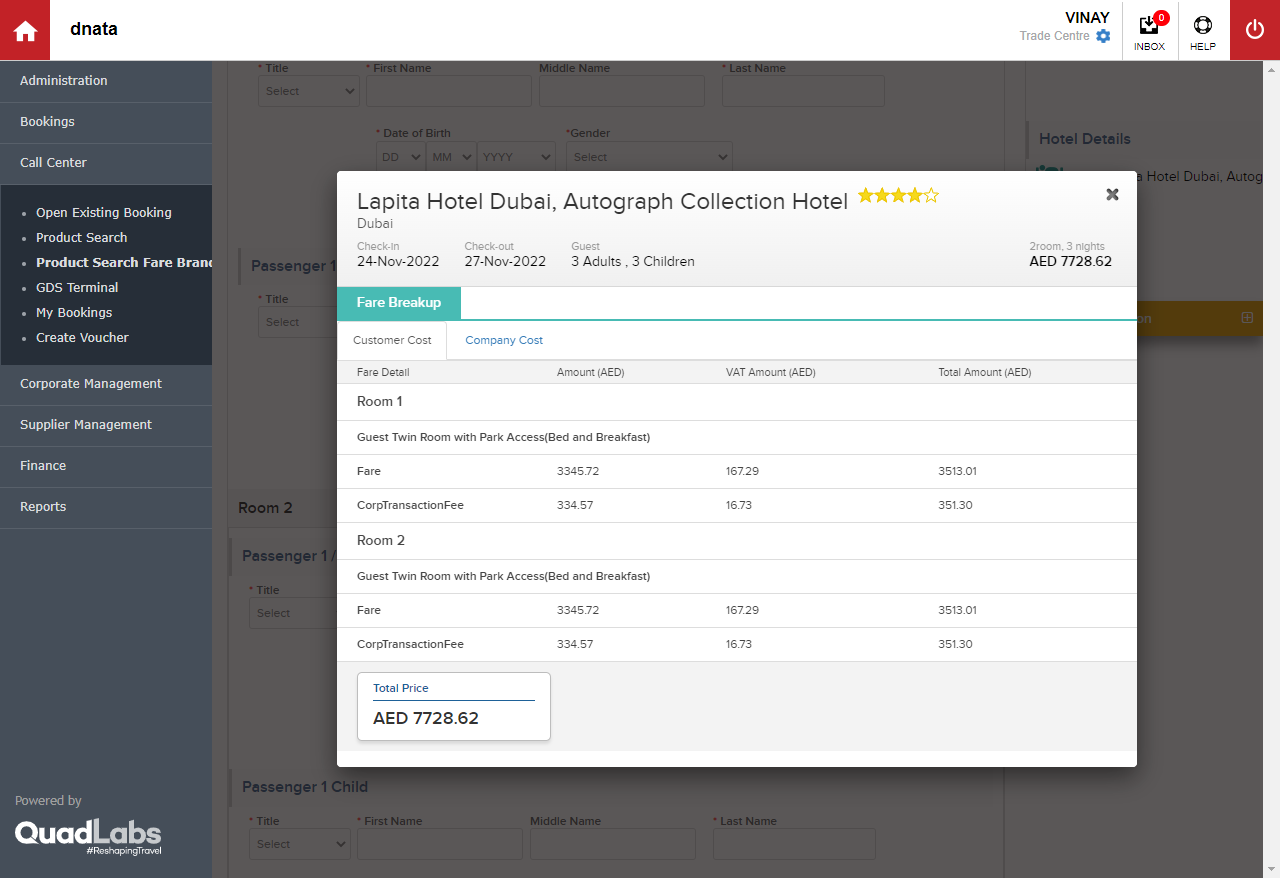 dnata
VINAY
Trade Centre
0
INBOX
HELP
Administration
Bookings
Call Center
Open Existing Booking
Product Search
Product Search Fare Brand
GDS Terminal
My Bookings
Create Voucher
Corporate Management
Supplier Management
Finance
Reports
Powered by
QuadLabs
#ReshapingTravel
* Title * First Name Middle Name * Last Name
Select
* Date of Birth *Gender
DD MM YYYY Select
Hotel Details
a Hotel Dubai, Autog
Passenger 1
* Title
Select
on
Room 2
Passenger 1 /
* Title
Select
Passenger 1 Child
* Title * First Name Middle Name * Last Name
Select
Lapita Hotel Dubai, Autograph Collection Hotel
Dubai
Check-in Check-out Guest 2room, 3 nights
24-Nov-2022 27-Nov-2022 3 Adults , 3 Children AED 7728.62
Fare Breakup
Customer Cost Company Cost
Fare Detail Amount (AED) VAT Amount (AED) Total Amount (AED)
Room 1
Guest Twin Room with Park Access(Bed and Breakfast)
Fare 3345.72 167.29 3513.01
CorpTransactionFee 334.57 16.73 351.30
Room 2
Guest Twin Room with Park Access(Bed and Breakfast)
Fare 3345.72 167.29 3513.01
CorpTransactionFee 334.57 16.73 351.30
Total Price
AED 7728.62